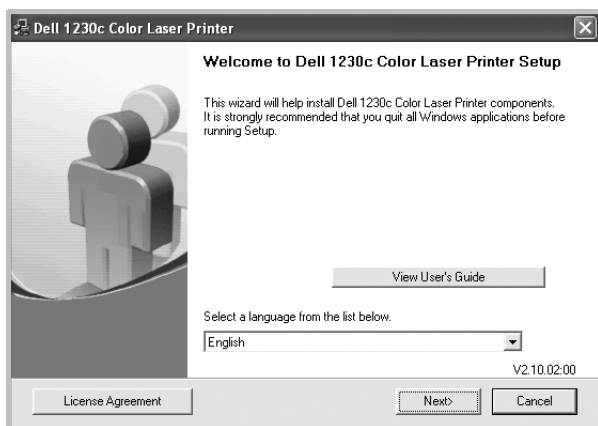 Dell 1230c Color Laser Printer
Welcome to Dell 1230c Color Laser Printer Setup
This wizard will help install Dell 1230c Color Laser Printer components.
It is strongly recommended that you quit all Windows applications before
running Setup.
View User's Guide
Select a language from the list below.
English
V2.10.02:00
License Agreement
Next>
Cancel